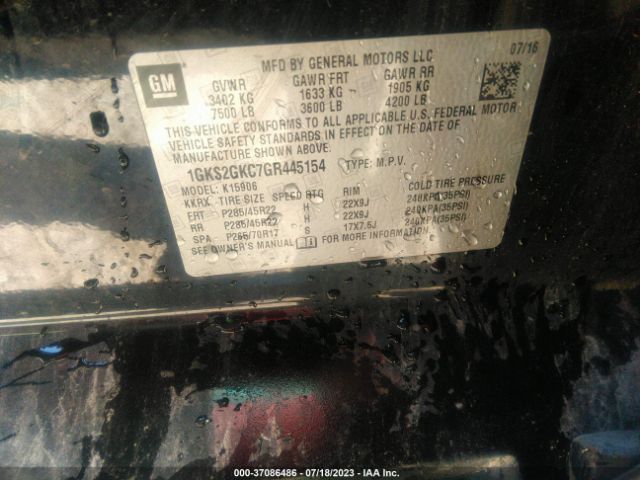 GM
MFD BY GENERAL MOTORS LLC 07/16
GVWR GAWR FRT GAWR RR
3402 KG 1633 KG 1905 KG
7500 LB 3600 LB 4200 LB
THIS VEHICLE CONFORMS TO ALL APPLICABLE U.S. FEDERAL MOTOR
VEHICLE SAFETY STANDARDS IN EFFECT ON THE DATE OF
MANUFACTURE SHOWN ABOVE.
1GKS2GKC7GR445154 TYPE: M.P.V.
MODEL: K15906
KKRX TIRE SIZE SPEED RTG RIM COLD TIRE PRESSURE
FRT P285/45R22 H 22X9J 240KPA(35PSI)
RR P285/45R22 H 22X9J 240KPA(35PSI)
SPA P265/70R17 S 17X7.5J 240KPA(35PSI)
SEE OWNER'S MANUAL FOR MORE INFORMATION
000-37086486 - 07/18/2023 - IAA Inc.